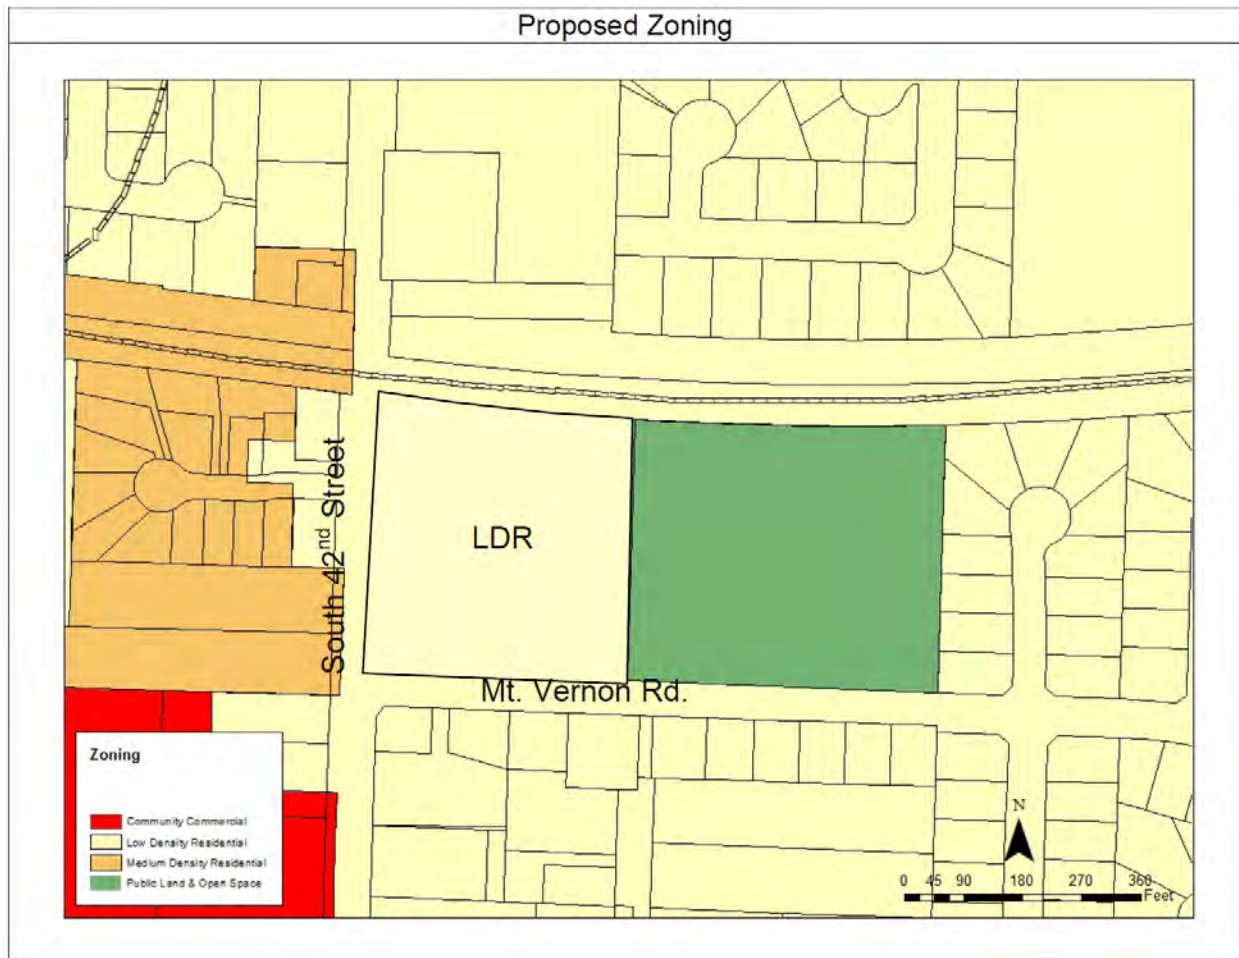 Proposed Zoning
South 42nd Street
LDR
Mt. Vernon Rd.
Zoning
Community Commercial
Low Density Residential
Medium Density Residential
Public Land & Open Space
N
0 45 90 180 270 360
Feet